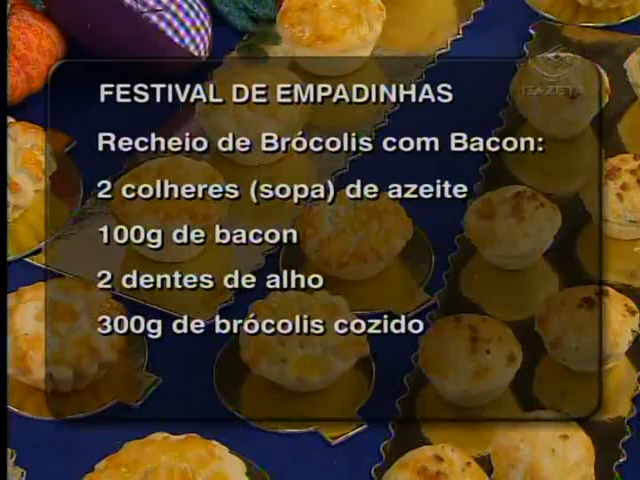 GAZETA
FESTIVAL DE EMPADINHAS
Recheio de Brócolis com Bacon:
2 colheres (sopa) de azeite
100g de bacon
2 dentes de alho
300g de brócolis cozido